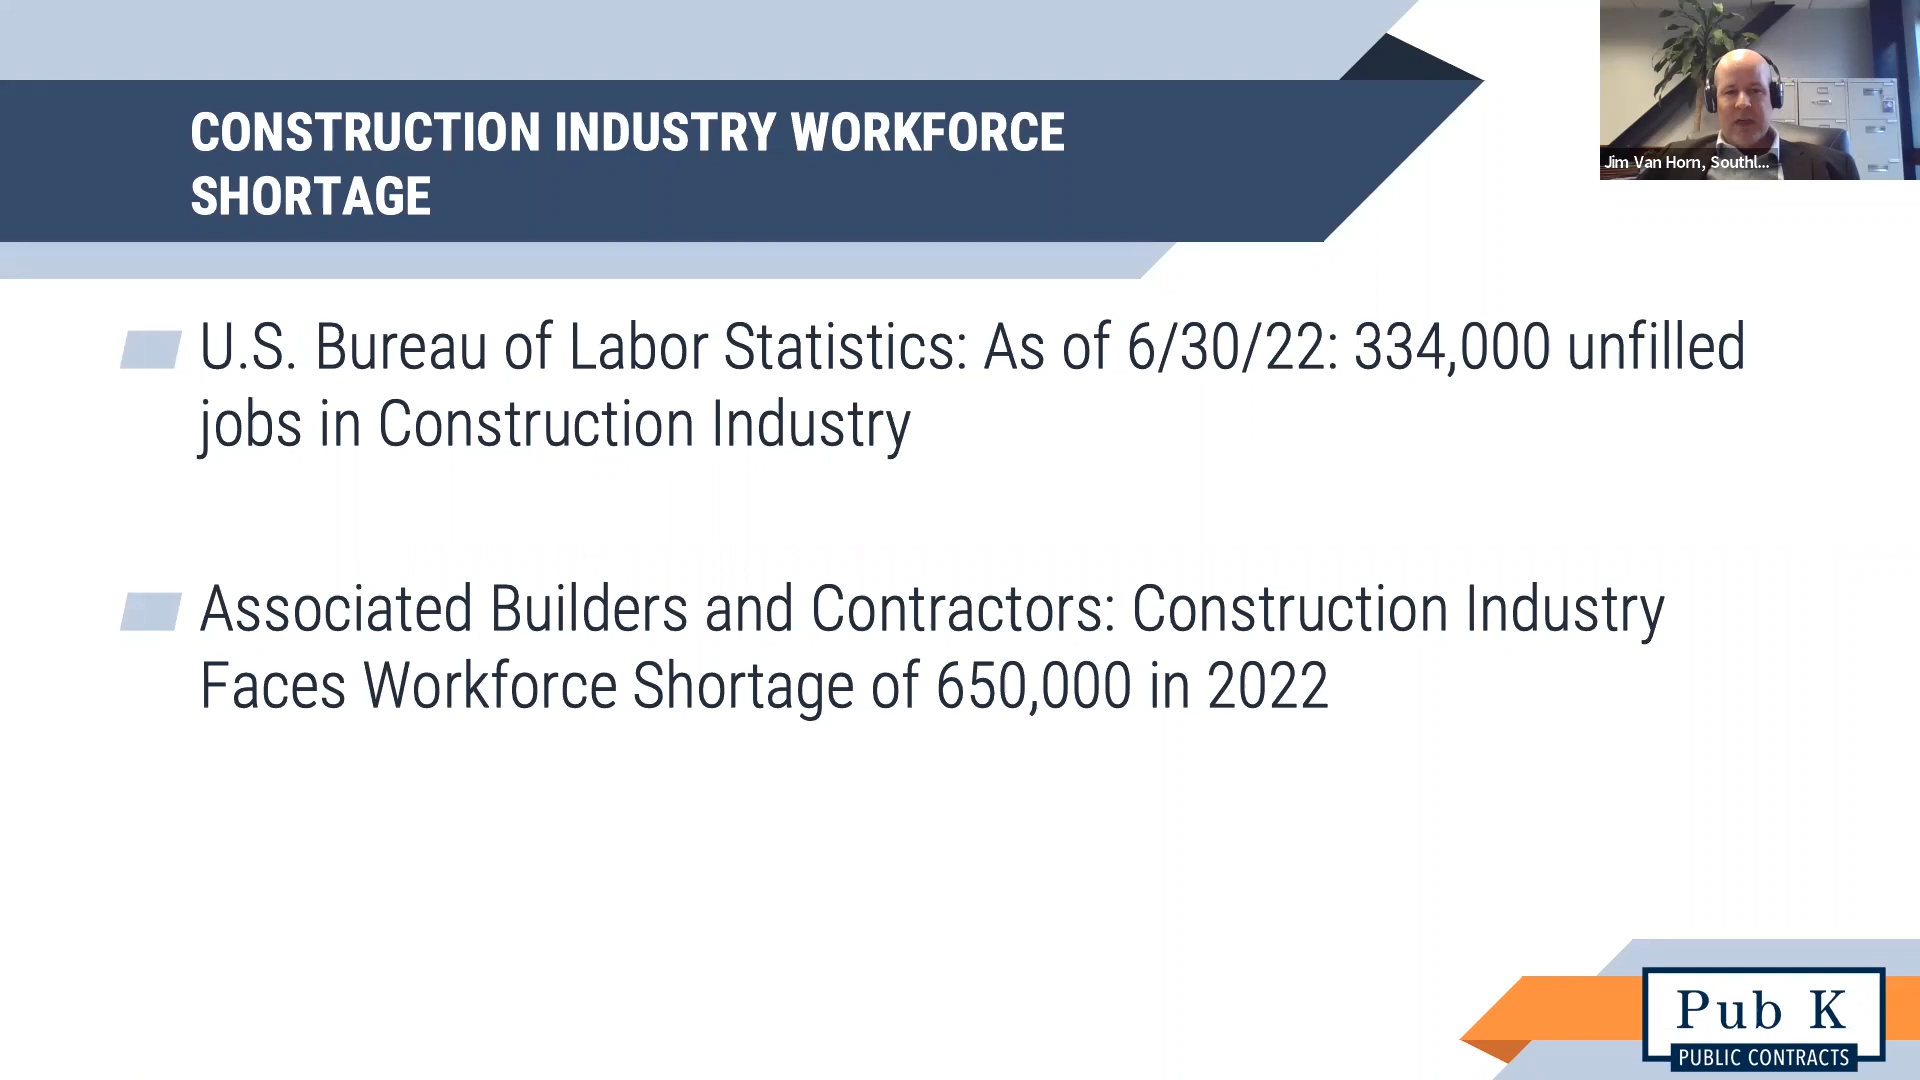 CONSTRUCTION INDUSTRY WORKFORCE
SHORTAGE
Jim Van Horn, Southl...
U.S. Bureau of Labor Statistics: As of 6/30/22: 334,000 unfilled
jobs in Construction Industry
Associated Builders and Contractors: Construction Industry
Faces Workforce Shortage of 650,000 in 2022
Pub K
PUBLIC CONTRACTS